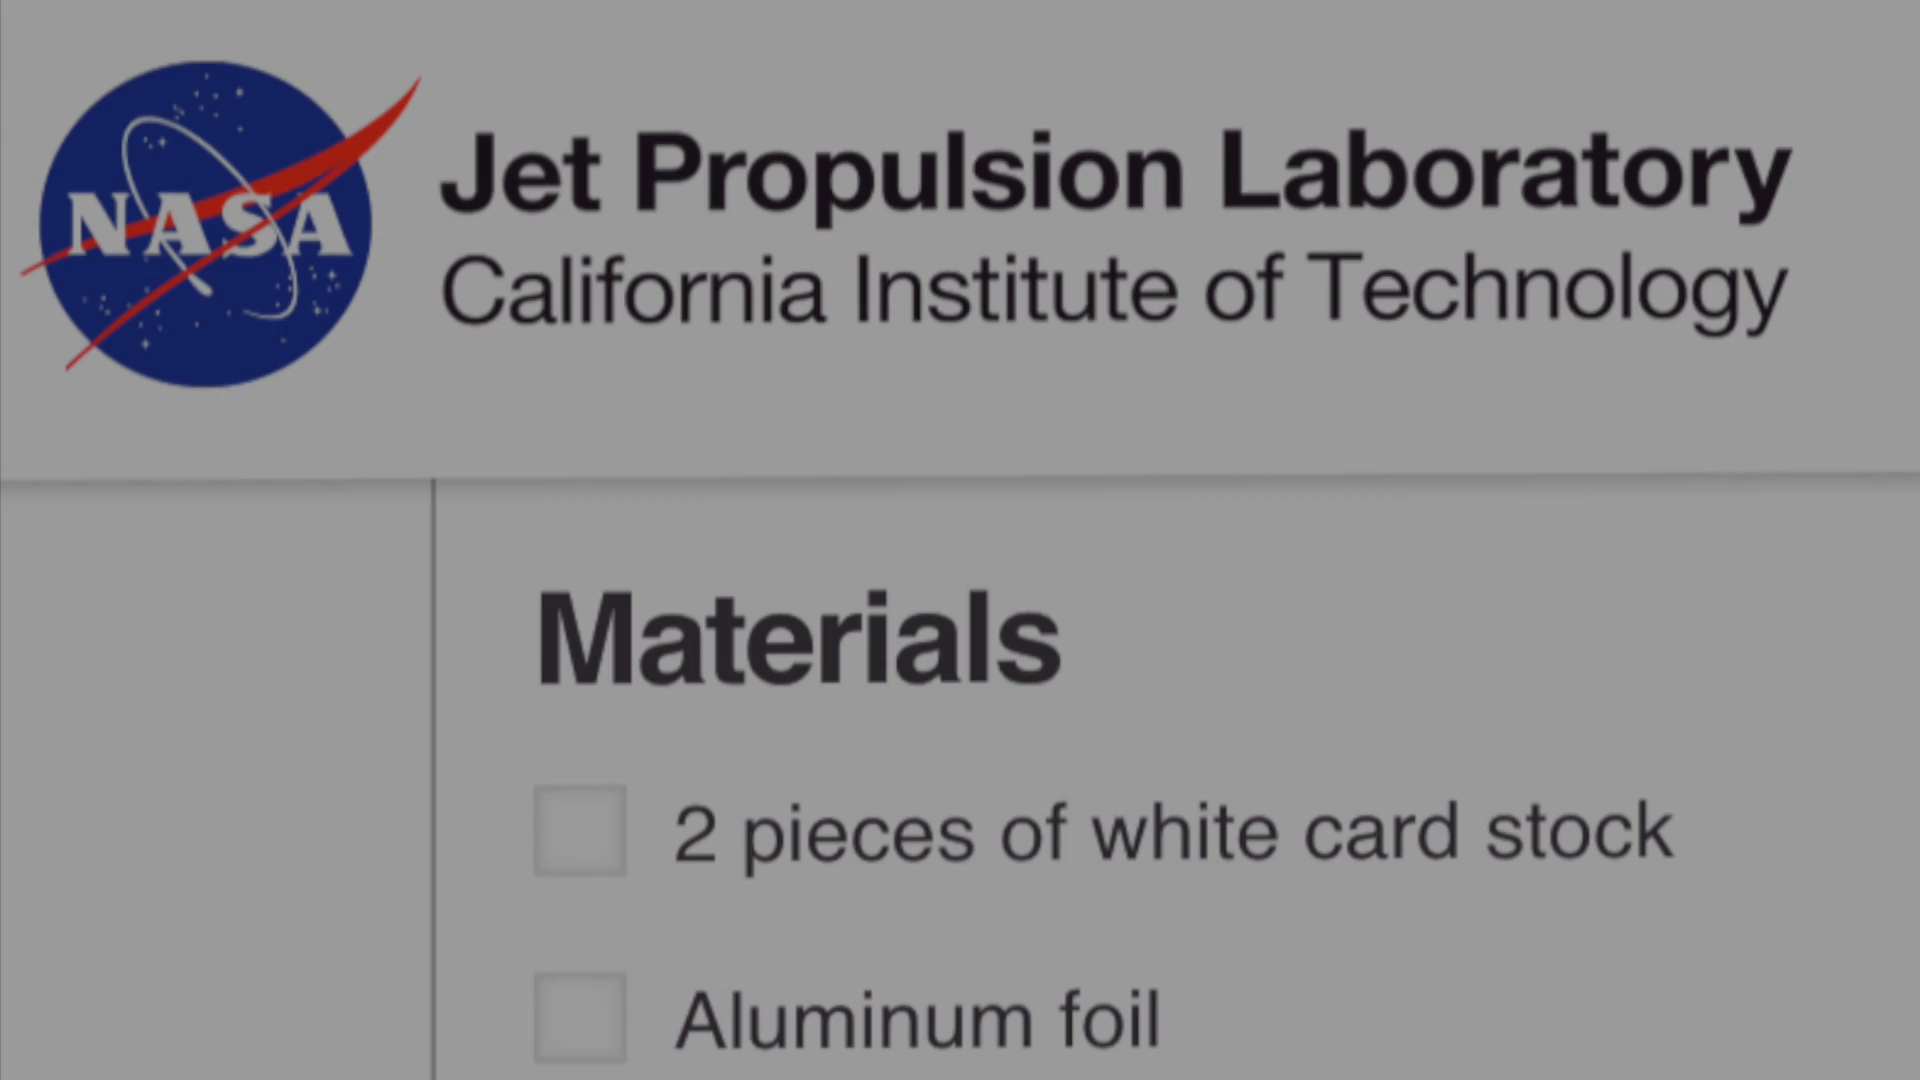 NASA
Jet Propulsion Laboratory
California Institute of Technology
Materials
2 pieces of white card stock
Aluminum foil